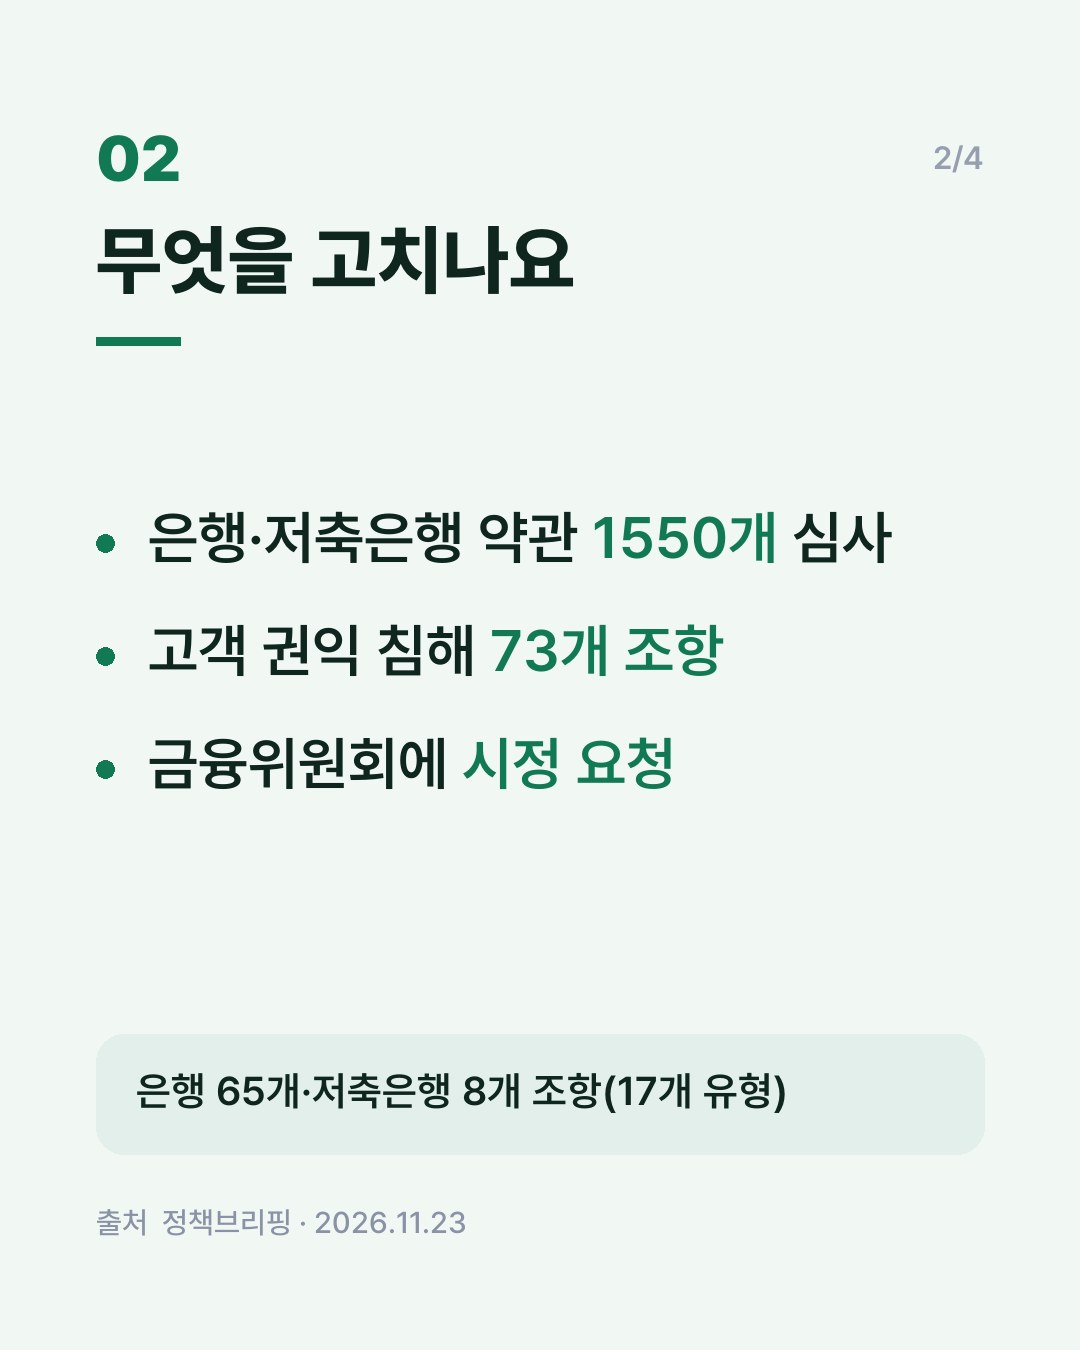 02
2/4
무엇을 고치나요
은행·저축은행 약관 1550개 심사
고객 권익 침해 73개 조항
금융위원회에 시정 요청
은행 65개·저축은행 8개 조항(17개 유형)
출처 정책브리핑 · 2026.11.23